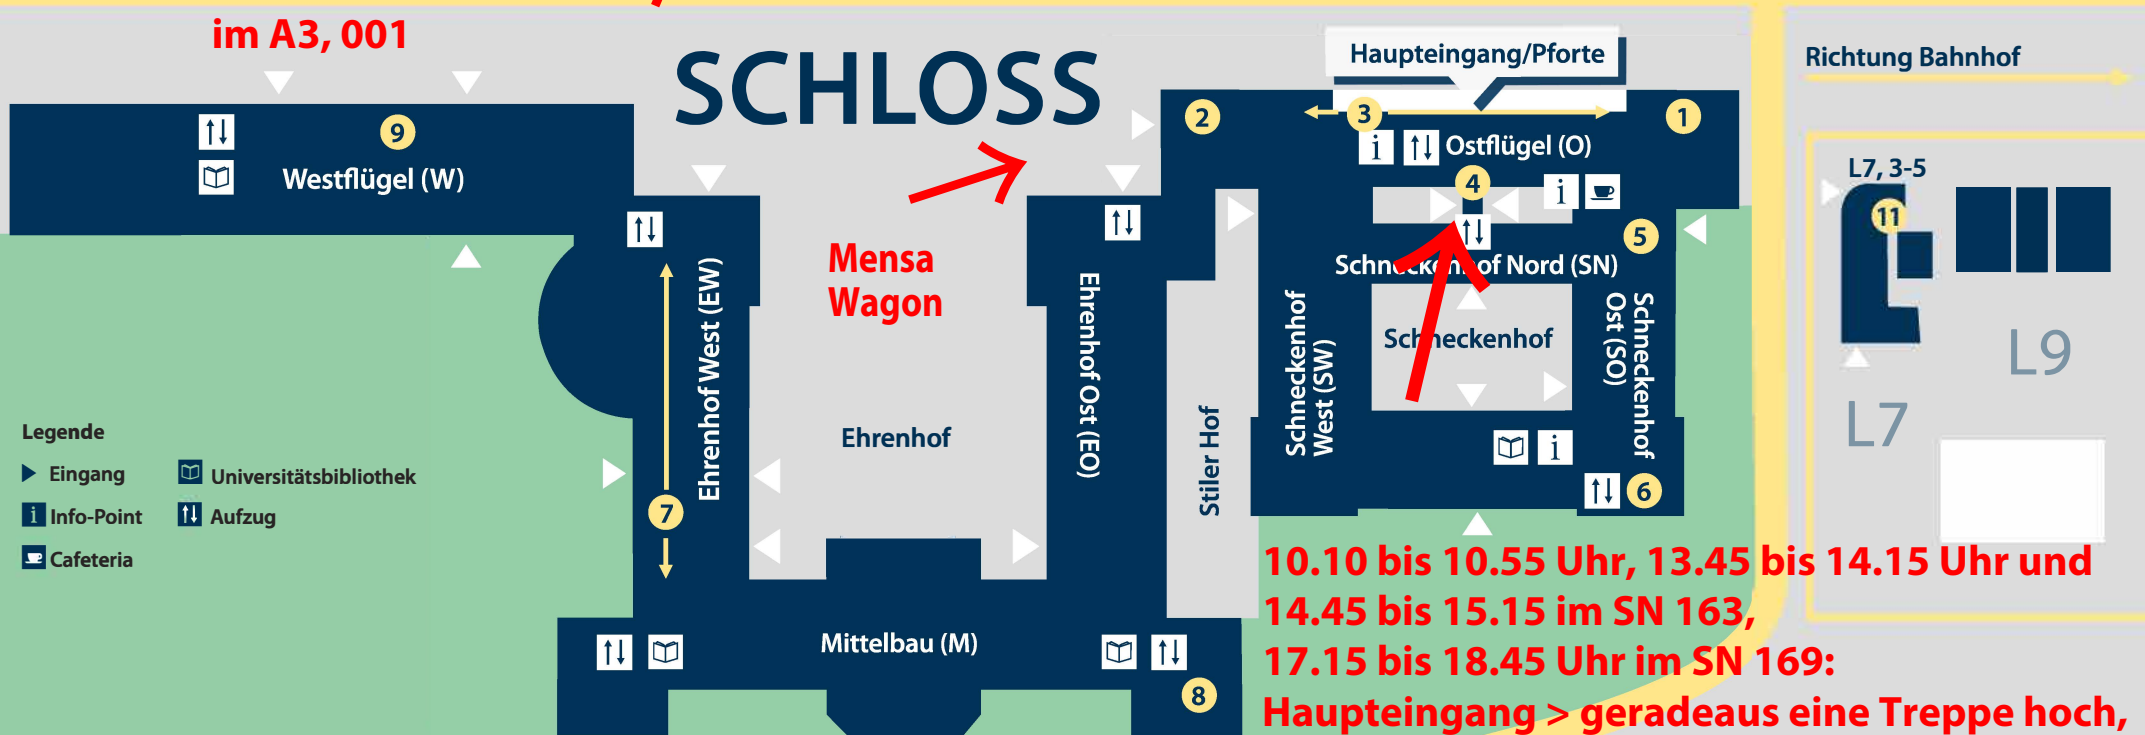 im A3, 001
SCHLOSS
Haupteingang/Pforte
Richtung Bahnhof
2
3
1
i
Ostflügel (O)
9
Westflügel (W)
L7, 3-5
4
i
11
5
Mensa
Wagon
Schneckenhof Nord (SN)
Ehrenhof West (EW)
Ehrenhof Ost (EO)
Schneckenhof
West (SW)
Schneckenhof
Schneckenhof
Ost (SO)
L9
L7
Stiler Hof
Ehrenhof
Legende
Eingang
Universitätsbibliothek
i Info-Point
Aufzug
Cafeteria
i
6
7
10.10 bis 10.55 Uhr, 13.45 bis 14.15 Uhr und
14.45 bis 15.15 im SN 163,
17.15 bis 18.45 Uhr im SN 169:
Haupteingang > geradeaus eine Treppe hoch,
Mittelbau (M)
8